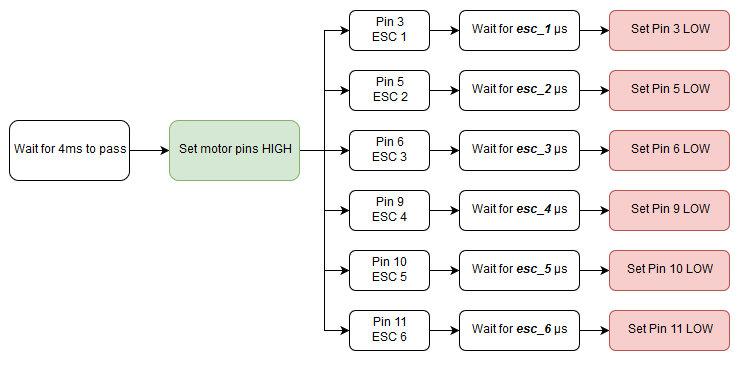 Pin 3
ESC 1
Wait for esc_1 µs
Set Pin 3 LOW
Pin 5
ESC 2
Wait for esc_2 µs
Set Pin 5 LOW
Wait for 4ms to pass
Set motor pins HIGH
Pin 6
ESC 3
Wait for esc_3 µs
Set Pin 6 LOW
Pin 9
ESC 4
Wait for esc_4 µs
Set Pin 9 LOW
Pin 10
ESC 5
Wait for esc_5 µs
Set Pin 10 LOW
Pin 11
ESC 6
Wait for esc_6 µs
Set Pin 11 LOW